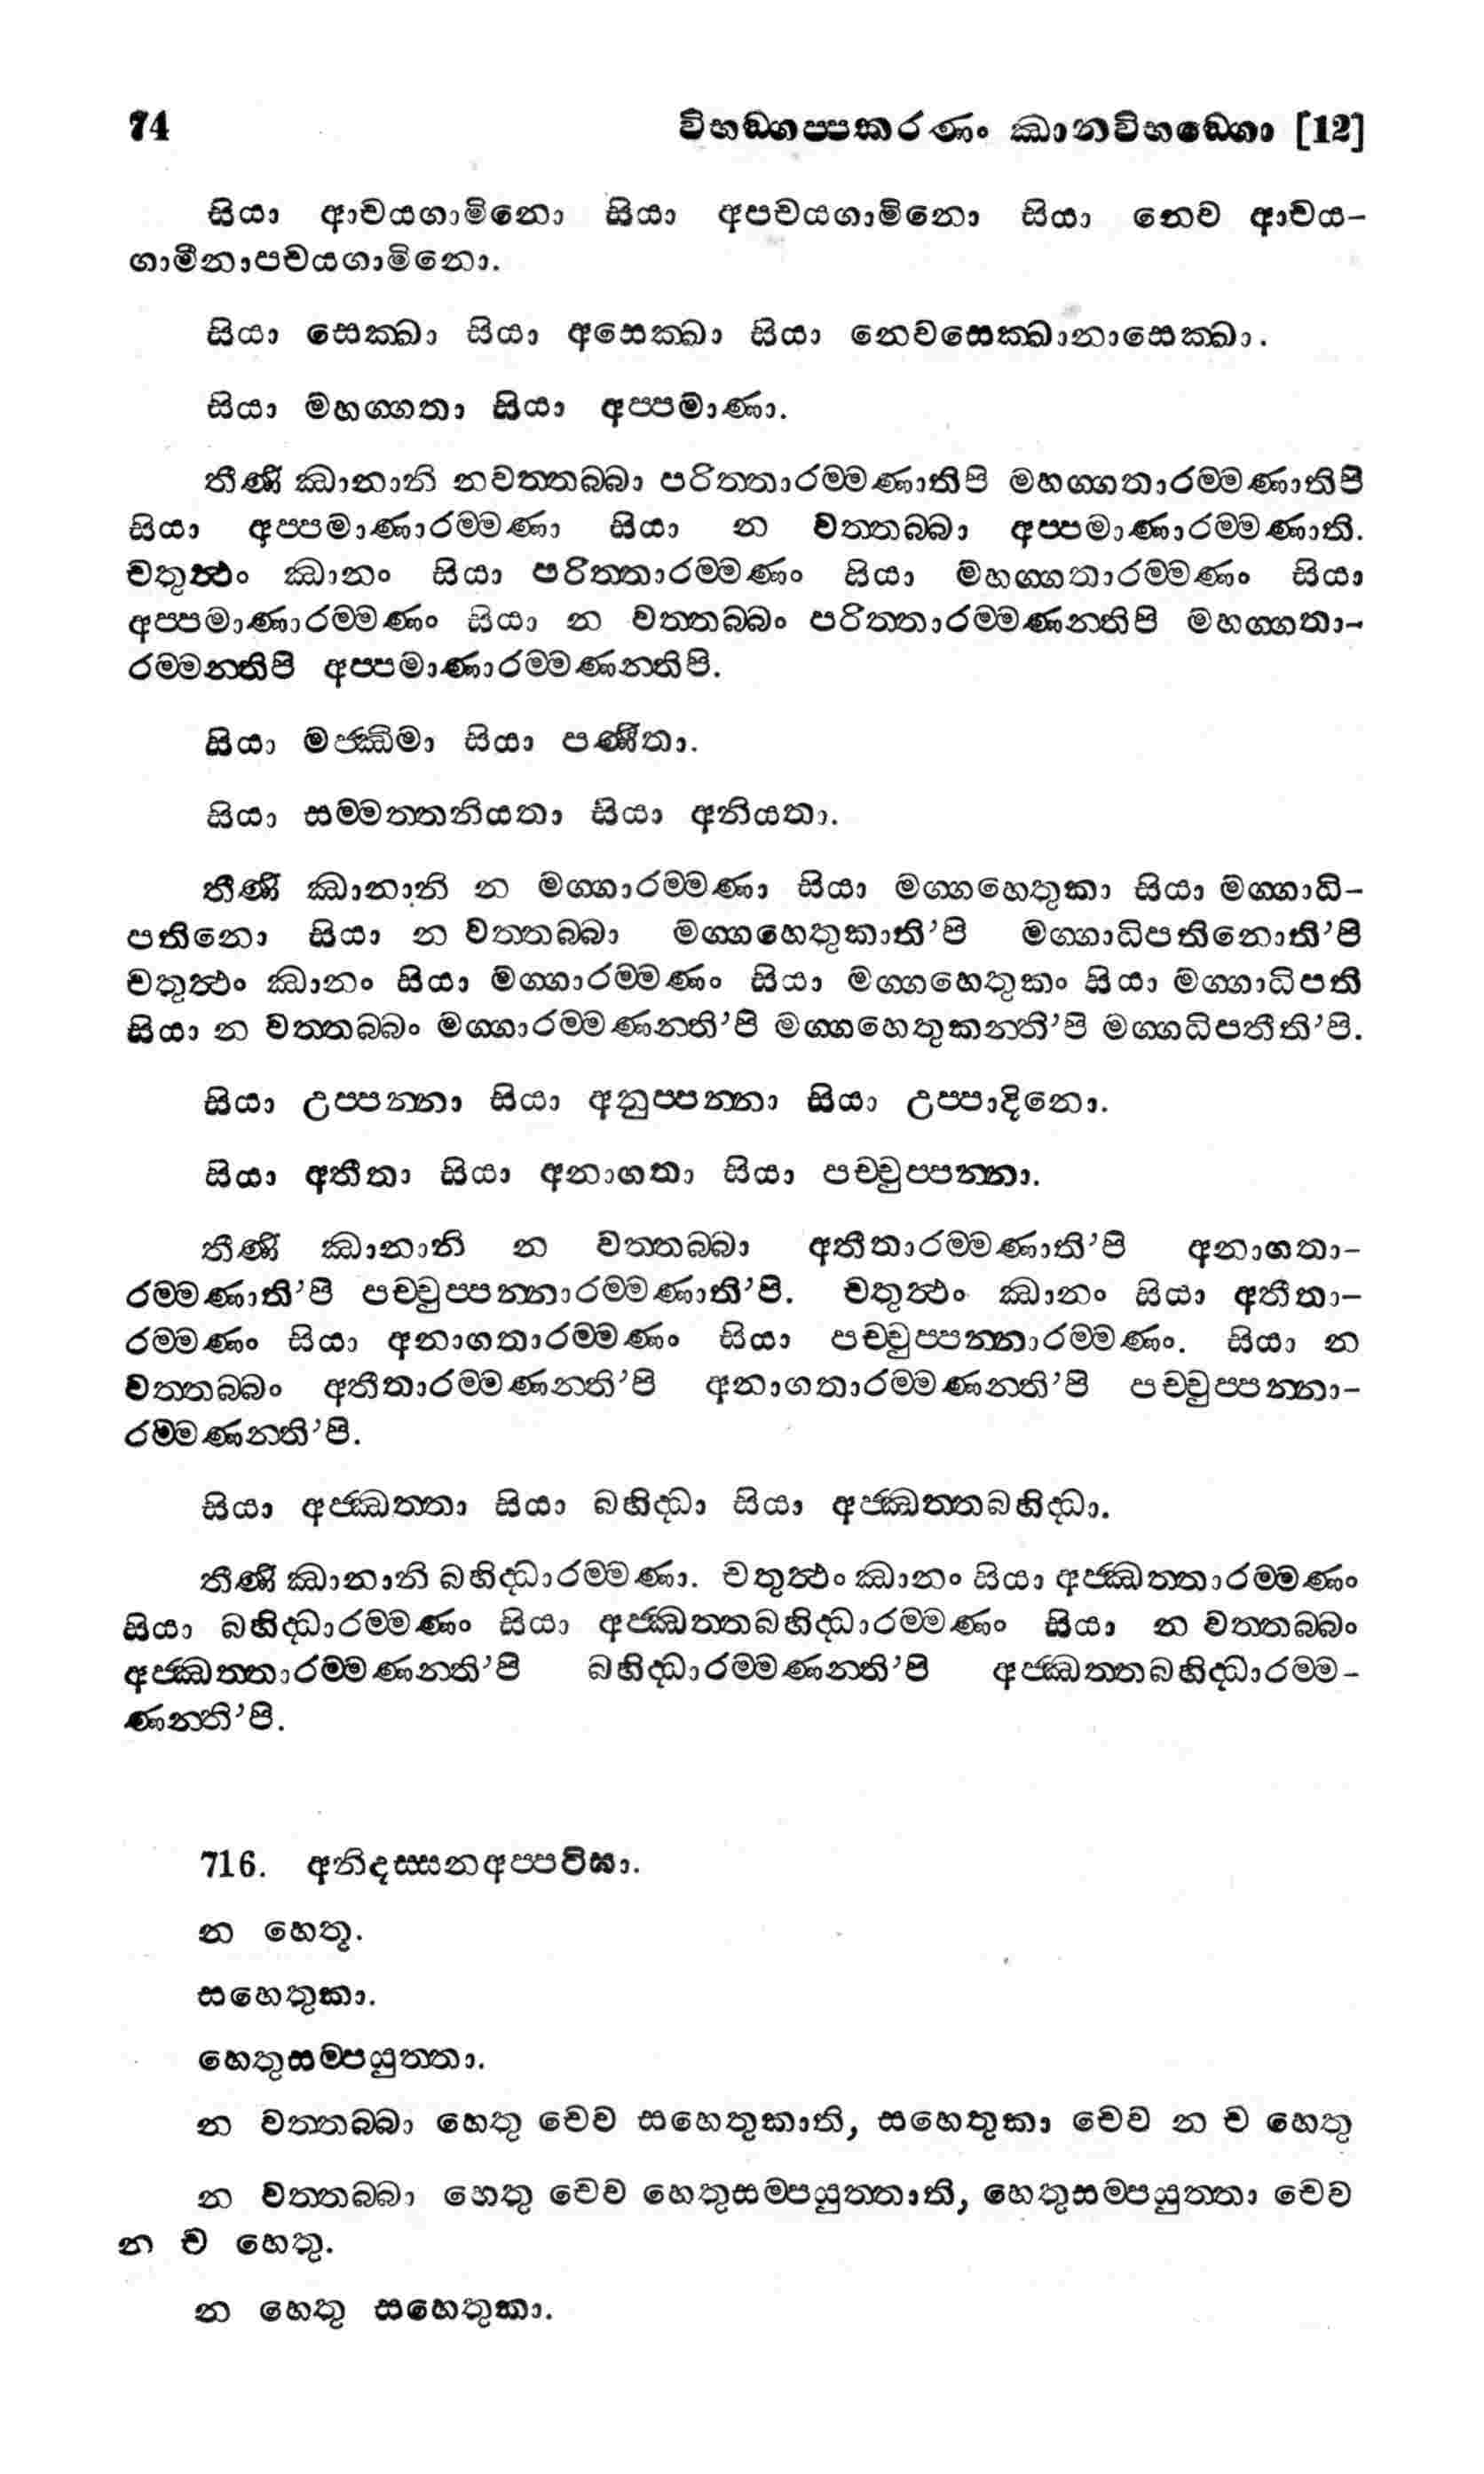 74 විභඞ්ගප්පකරණං ඣානවිභඞ්ගො [12]
සියා ආචයගාමිනො සියා අපචයගාමිනො සියා නෙව ආචය-
ගාමීනාපචයගාමිනො.
සියා සෙක්ඛා සියා අසෙක්ඛා සියා නෙවසෙක්ඛානාසෙක්ඛා.
සියා මහග්ගතා සියා අප්පමාණා.
තීණි ඣානානි නවත්තබ්බා පරිත්තාරම්මණාතිපි මහග්ගතාරම්මණාතිපි
සියා අප්පමාණාරම්මණා සියා න වත්තබ්බා අප්පමාණාරම්මණාති.
චතුත්ථං ඣානං සියා පරිත්තාරම්මණං සියා මහග්ගතාරම්මණං සියා
අප්පමාණාරම්මණං සියා න වත්තබ්බං පරිත්තාරම්මණන්තිපි මහග්ගතා-
රම්මන්තිපි අප්පමාණාරම්මණන්තිපි.
සියා මජ්ඣිමා සියා පණීතා.
සියා සම්මත්තනියතා සියා අනියතා.
තීණි ඣානානි න මග්ගාරම්මණා සියා මග්ගහෙතුකා සියා මග්ගාධි-
පතිනො සියා න වත්තබ්බා මග්ගහෙතුකාති’පි මග්ගාධිපතිනොති’පි
චතුත්ථං ඣානං සියා මග්ගාරම්මණං සියා මග්ගහෙතුකං සියා මග්ගාධිපති
සියා න වත්තබ්බං මග්ගාරම්මණන්ති’පි මග්ගහෙතුකන්ති’පි මග්ගධිපතීති’පි.
සියා උප්පන්නා සියා අනුප්පන්නා සියා උප්පාදිනො.
සියා අතීතා සියා අනාගතා සියා පච්චුප්පන්නා.
තීණි ඣානානි න වත්තබ්බා අතීතාරම්මණාති’පි අනාගතා-
රම්මණාති’පි පච්චුප්පන්නාරම්මණාති’පි. චතුත්ථං ඣානං සියා අතීතා-
රම්මණං සියා අනාගතාරම්මණං සියා පච්චුප්පන්නාරම්මණං. සියා න
වත්තබ්බං අතීතාරම්මණන්ති’පි අනාගතාරම්මණන්ති’පි පච්චුප්පන්නා-
රම්මණන්ති’පි.
සියා අජ්ඣත්තා සියා බහිද්ධා සියා අජ්ඣත්තබහිද්ධා.
තීණි ඣානානි බහිද්ධාරම්මණා. චතුත්ථං ඣානං සියා අජ්ඣත්තාරම්මණං
සියා බහිද්ධාරම්මණං සියා අජ්ඣත්තබහිද්ධාරම්මණං සියා න වත්තබ්බං
අජ්ඣත්තාරම්මණන්ති’පි බහිද්ධාරම්මණන්ති’පි අජ්ඣත්තබහිද්ධාරම්ම-
ණන්ති’පි.
716. අනිදස්සනඅප්පටිඝා.
න හෙතූ.
සහෙතුකා.
හෙතුසම්පයුත්තා.
න වත්තබ්බා හෙතු චෙව සහෙතුකාති, සහෙතුකා චෙව න ච හෙතු
න වත්තබ්බා හෙතු චෙව හෙතුසම්පයුත්තාති, හෙතුසම්පයුත්තා චෙව
න ච හෙතු.
න හෙතු සහෙතුකා.